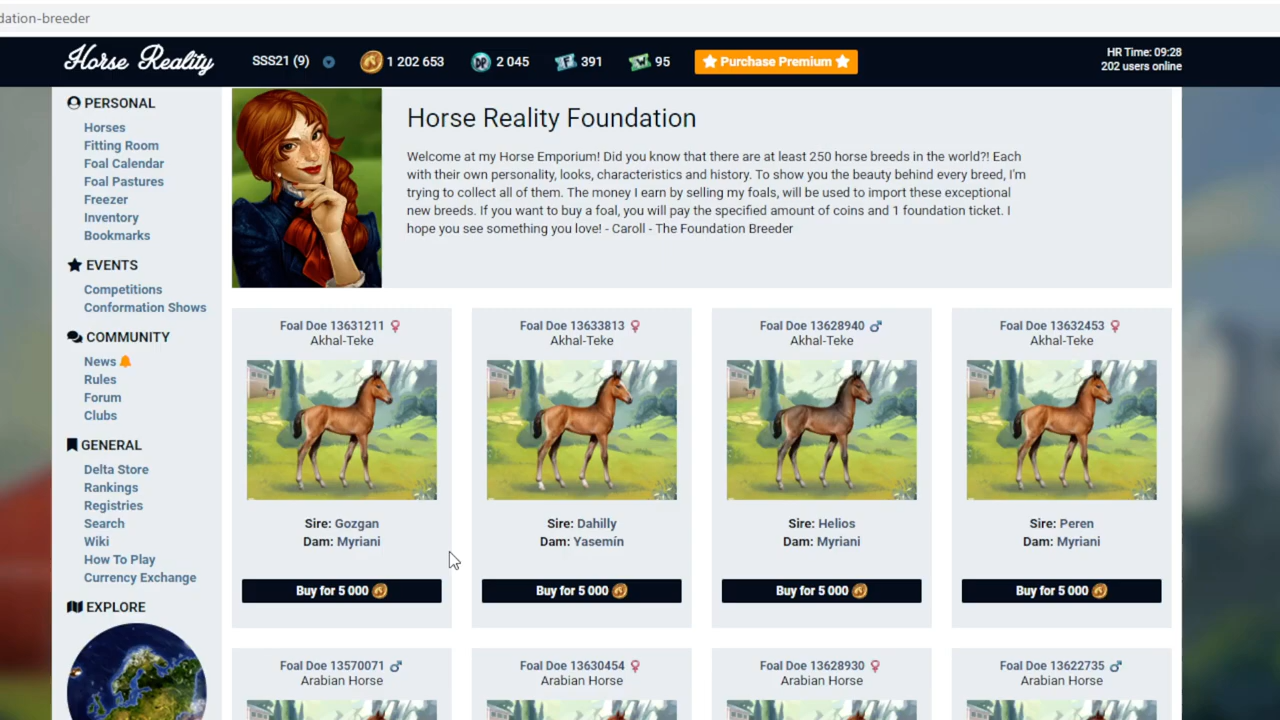 dation-breeder
Horse Reality
SSS21 (9)
1 202 653
DP
2 045
391
95
Purchase Premium
HR Time: 09:28
202 users online
PERSONAL
Horses
Fitting Room
Foal Calendar
Foal Pastures
Freezer
Inventory
Bookmarks
EVENTS
Competitions
Conformation Shows
COMMUNITY
News
Rules
Forum
Clubs
GENERAL
Delta Store
Rankings
Registries
Search
Wiki
How To Play
Currency Exchange
EXPLORE
Horse Reality Foundation
Welcome at my Horse Emporium! Did you know that there are at least 250 horse breeds in the world?! Each
with their own personality, looks, characteristics and history. To show you the beauty behind every breed, I'm
trying to collect all of them. The money I earn by selling my foals, will be used to import these exceptional
new breeds. If you want to buy a foal, you will pay the specified amount of coins and 1 foundation ticket. I
hope you see something you love! - Caroll - The Foundation Breeder
Foal Doe 13631211 ♀
Akhal-Teke
Sire: Gozgan
Dam: Myriani
Buy for 5 000
Foal Doe 13633813 ♀
Akhal-Teke
Sire: Dahilly
Dam: Yasemín
Buy for 5 000
Foal Doe 13628940 ♂
Akhal-Teke
Sire: Helios
Dam: Myriani
Buy for 5 000
Foal Doe 13632453 ♀
Akhal-Teke
Sire: Peren
Dam: Myriani
Buy for 5 000
Foal Doe 13570071 ♂
Arabian Horse
Foal Doe 13630454 ♀
Arabian Horse
Foal Doe 13628930 ♀
Arabian Horse
Foal Doe 13622735 ♂
Arabian Horse